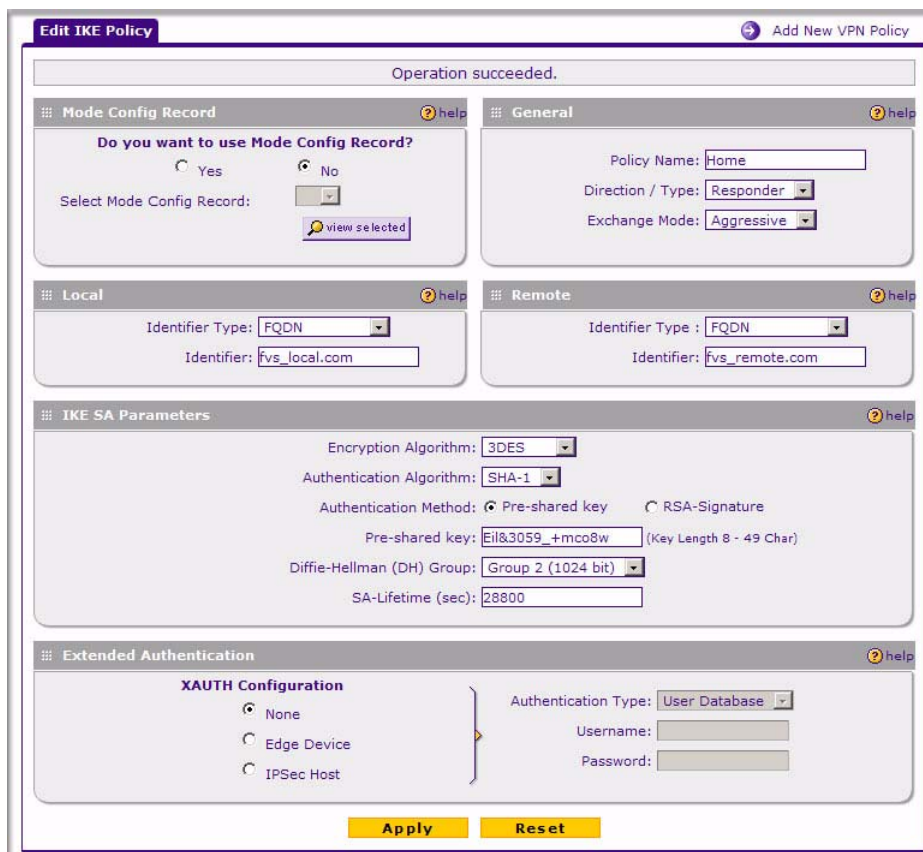 Edit IKE Policy
Add New VPN Policy
Operation succeeded.
Mode Config Record
help
Do you want to use Mode Config Record?
Yes
No
Select Mode Config Record:
view selected
General
help
Policy Name: Home
Direction / Type: Responder
Exchange Mode: Aggressive
Local
help
Identifier Type: FQDN
Identifier: fvs_local.com
Remote
help
Identifier Type : FQDN
Identifier: fvs_remote.com
IKE SA Parameters
help
Encryption Algorithm: 3DES
Authentication Algorithm: SHA-1
Authentication Method: Pre-shared key RSA-Signature
Pre-shared key: Eil&3059_+mco8w (Key Length 8 - 49 Char)
Diffie-Hellman (DH) Group: Group 2 (1024 bit)
SA-Lifetime (sec): 28800
Extended Authentication
help
XAUTH Configuration
None
Edge Device
IPSec Host
Authentication Type: User Database
Username:
Password:
Apply
Reset